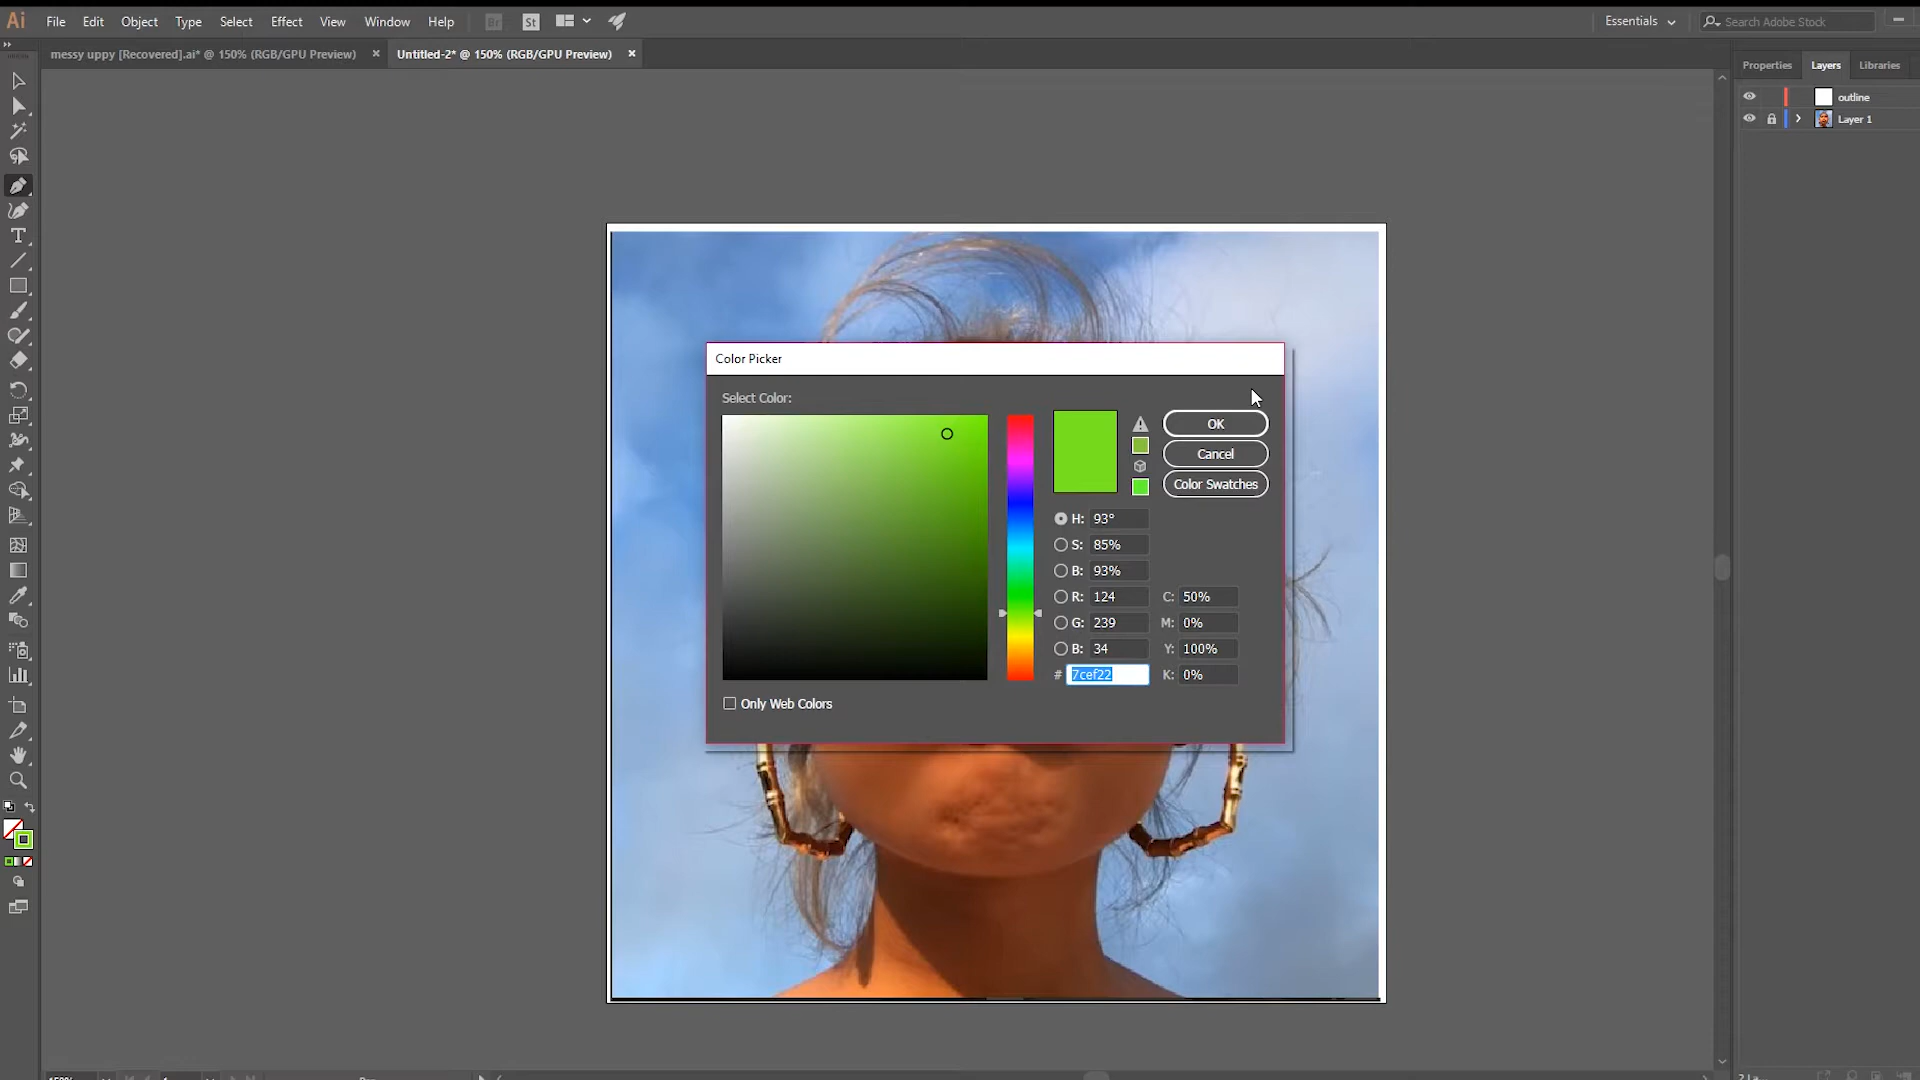 Ai File Edit Object Type Select Effect View Window Help Br St Essentials Search Adobe Stock
messy uppy [Recovered].ai* @ 150% (RGB/GPU Preview) × Untitled-2* @ 150% (RGB/GPU Preview) ×
Properties Layers Libraries
outline
Layer 1
Color Picker
Select Color:
OK
Cancel
Color Swatches
H: 93°
S: 85%
B: 93%
R: 124 C: 50%
G: 239 M: 0%
B: 34 Y: 100%
# 7cef22 K: 0%
Only Web Colors